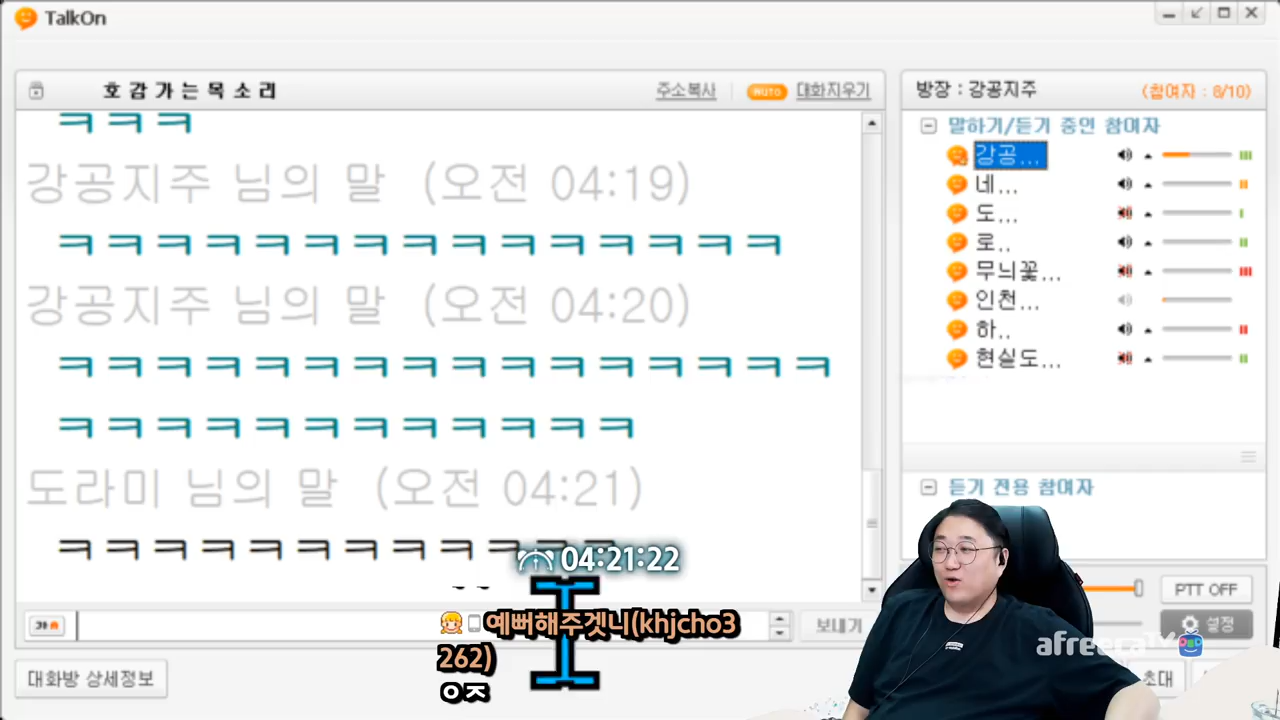 TalkOn
호감가는목소리
주소복사
AUTO
대화지우기
ㅋㅋㅋ
강공지주 님의 말 (오전 04:19)
ㅋㅋㅋㅋㅋㅋㅋㅋㅋㅋㅋㅋㅋㅋㅋ
강공지주 님의 말 (오전 04:20)
ㅋㅋㅋㅋㅋㅋㅋㅋㅋㅋㅋㅋㅋㅋㅋㅋ
ㅋㅋㅋㅋㅋㅋㅋㅋㅋㅋㅋㅋ
도라미 님의 말 (오전 04:21)
ㅋㅋㅋㅋㅋㅋㅋㅋㅋㅋㅋㅋ
04:21:22
가
보내기
예뻐해주겟니(khjcho3
262)
ㅇㅈ
대화방 상세정보
방장 : 강공지주
(참여자 : 8/10)
말하기/듣기 중인 참여자
강공...
네...
도...
로..
무늬꽃...
인천...
하..
현실도...
듣기 전용 참여자
PTT OFF
설정
afreecaTV
초대